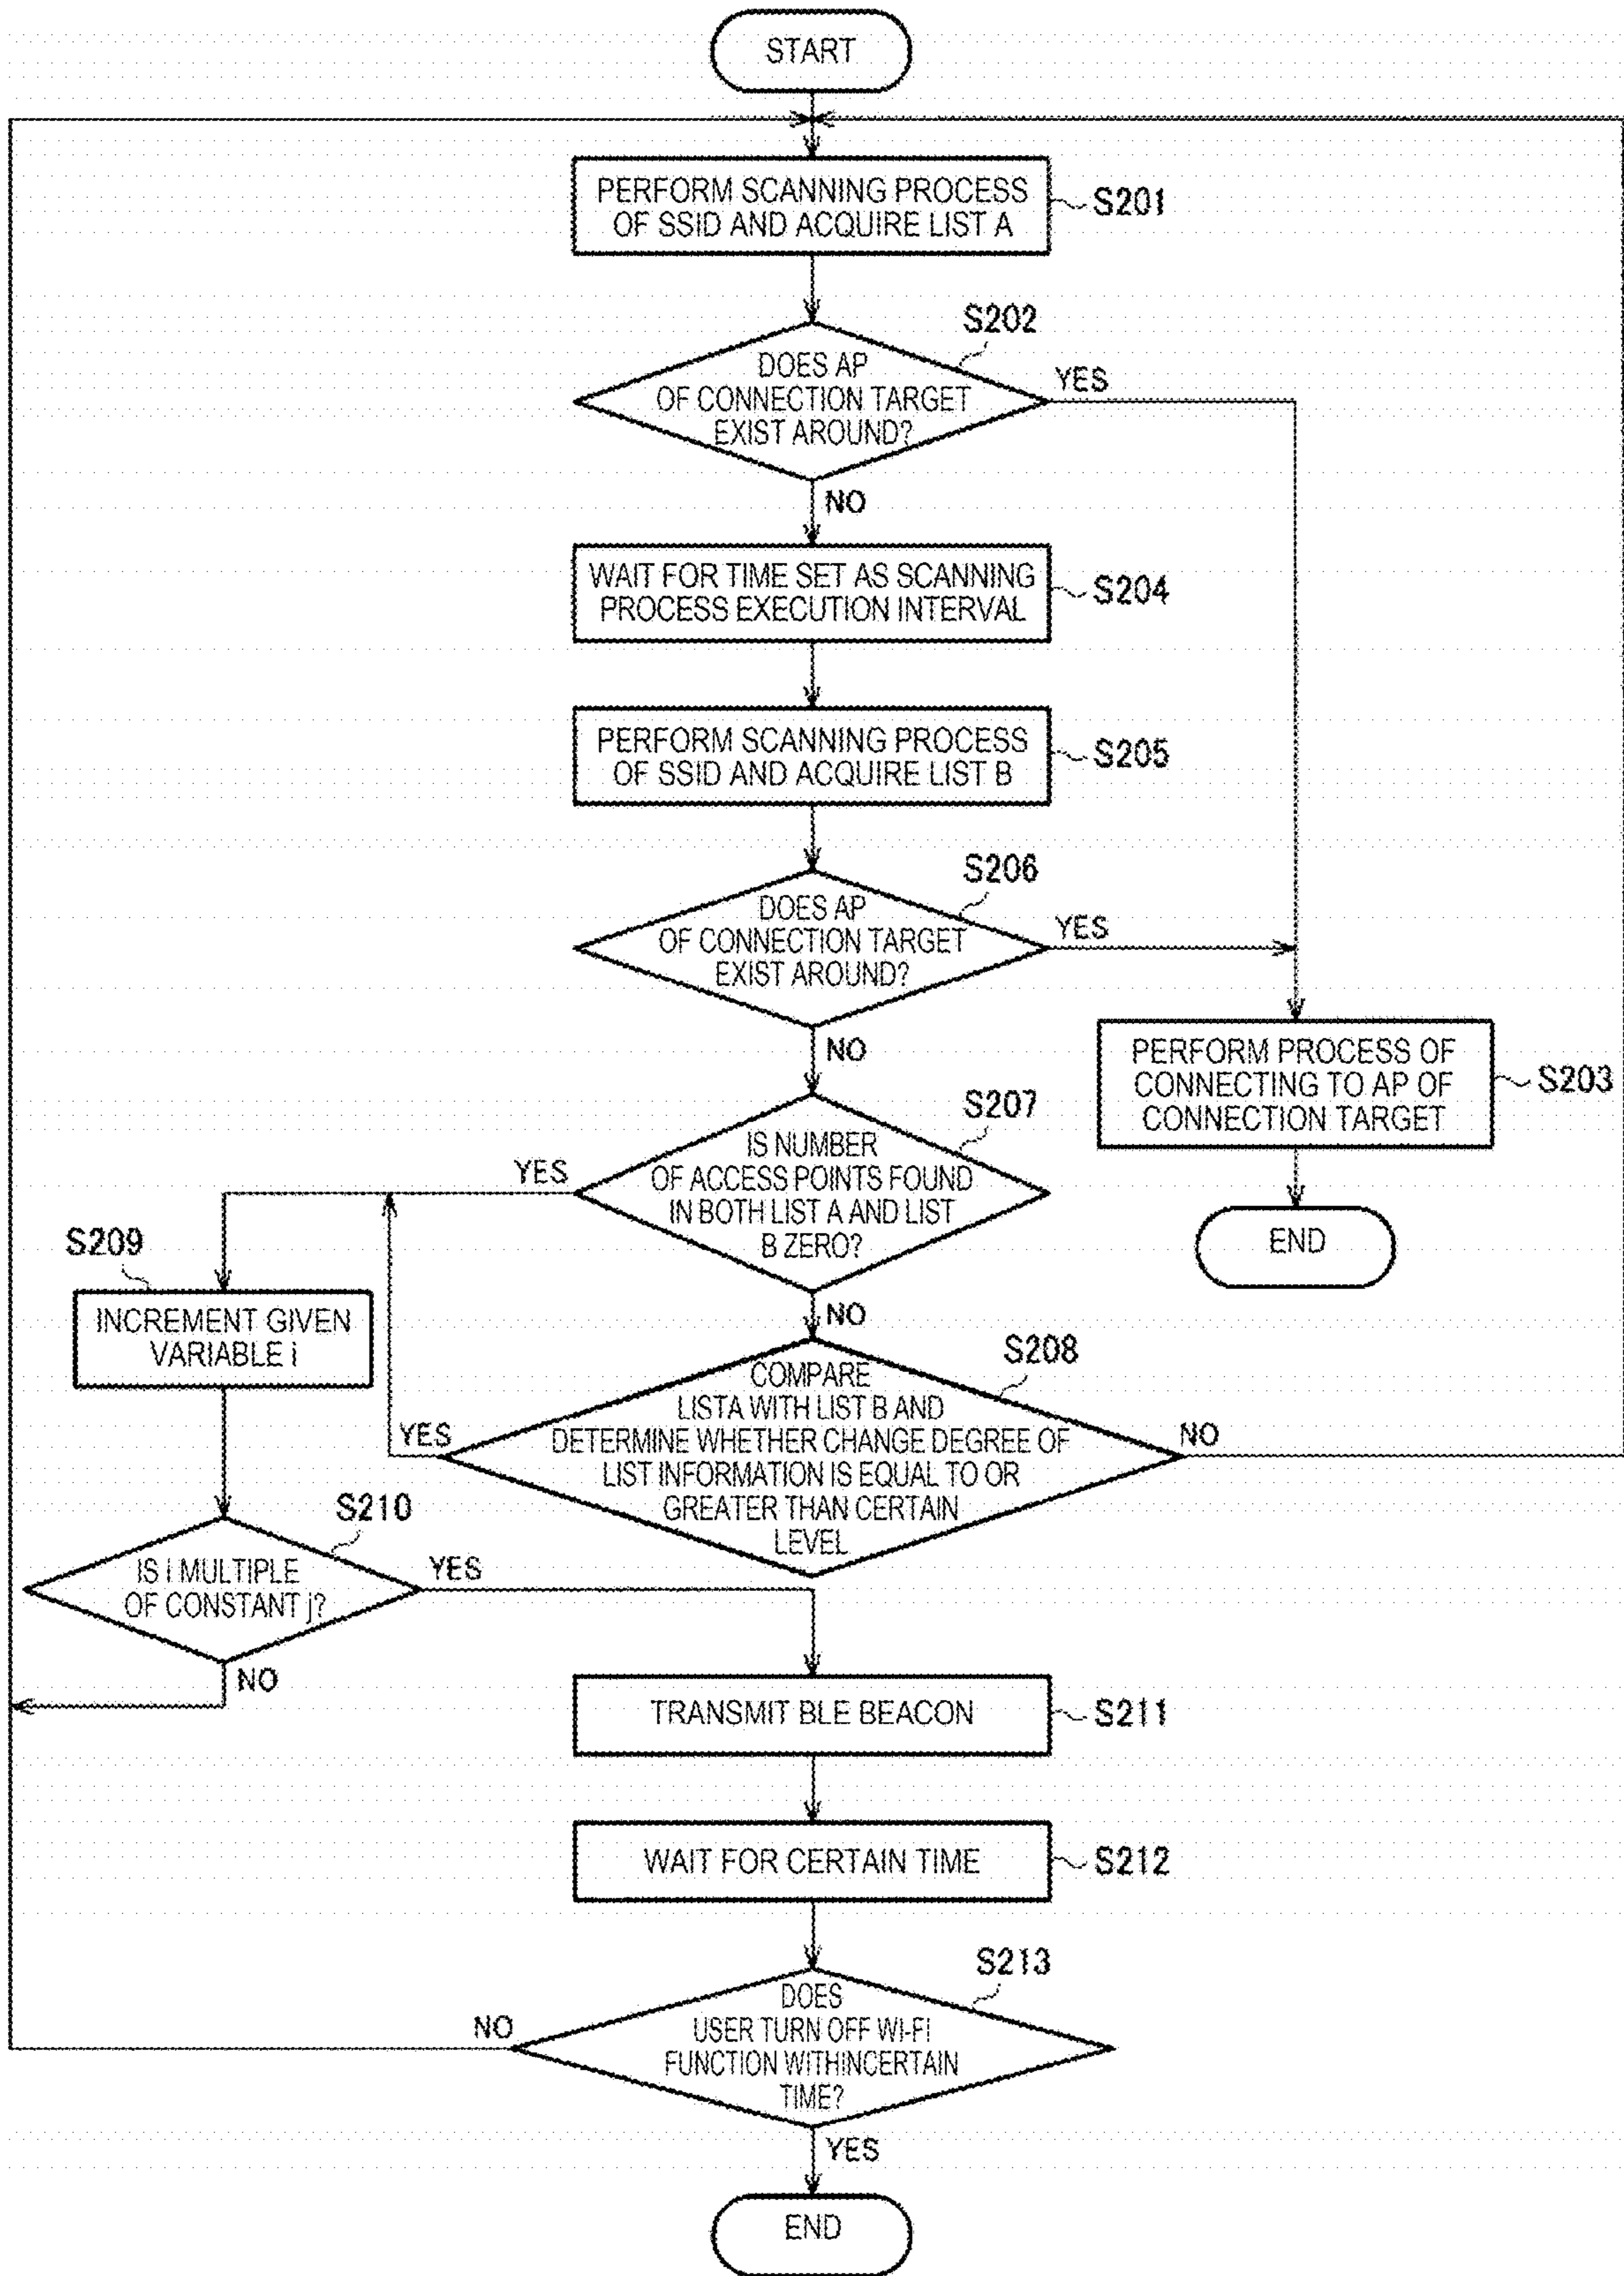 START
PERFORM SCANNING PROCESS
OF SSID AND ACQUIRE LIST A
S201
S202
DOES AP
OF CONNECTION TARGET
EXIST AROUND?
YES
NO
WAIT FOR TIME SET AS SCANNING
PROCESS EXECUTION INTERVAL
S204
PERFORM SCANNING PROCESS
OF SSID AND ACQUIRE LIST B
S205
S206
DOES AP
OF CONNECTION TARGET
EXIST AROUND?
YES
NO
PERFORM PROCESS OF
CONNECTING TO AP OF
CONNECTION TARGET
S203
END
S207
IS NUMBER
OF ACCESS POINTS FOUND
IN BOTH LIST A AND LIST
B ZERO?
YES
NO
S209
INCREMENT GIVEN
VARIABLE i
S208
COMPARE
LISTA WITH LIST B AND
DETERMINE WHETHER CHANGE DEGREE OF
LIST INFORMATION IS EQUAL TO OR
GREATER THAN CERTAIN
LEVEL
YES
NO
S210
IS i MULTIPLE
OF CONSTANT j?
YES
NO
TRANSMIT BLE BEACON
S211
WAIT FOR CERTAIN TIME
S212
S213
DOES
USER TURN OFF WI-FI
FUNCTION WITHINCERTAIN
TIME?
NO
YES
END